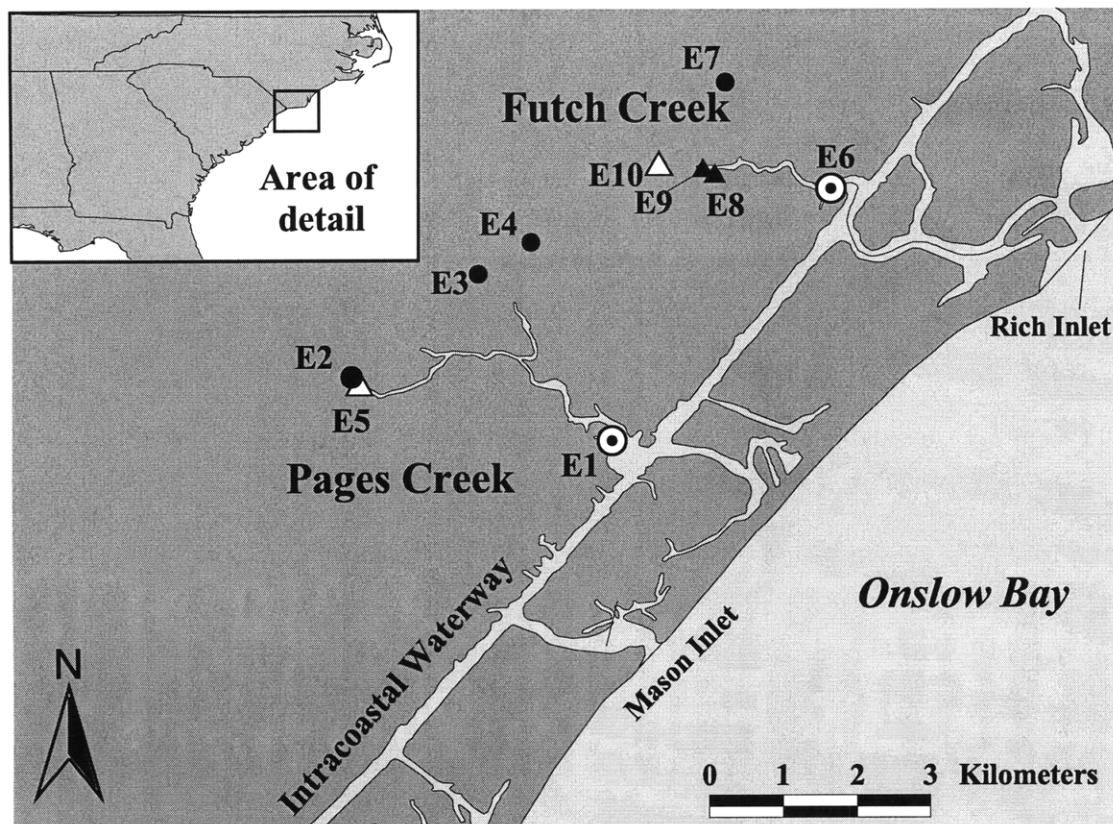 Area of
detail
E7
Futch Creek
E10
E9
E8
E6
E4
E3
Rich Inlet
E2
E5
E1
Pages Creek
Onslow Bay
Intracoastal Waterway
Mason Inlet
N
0 1 2 3 Kilometers